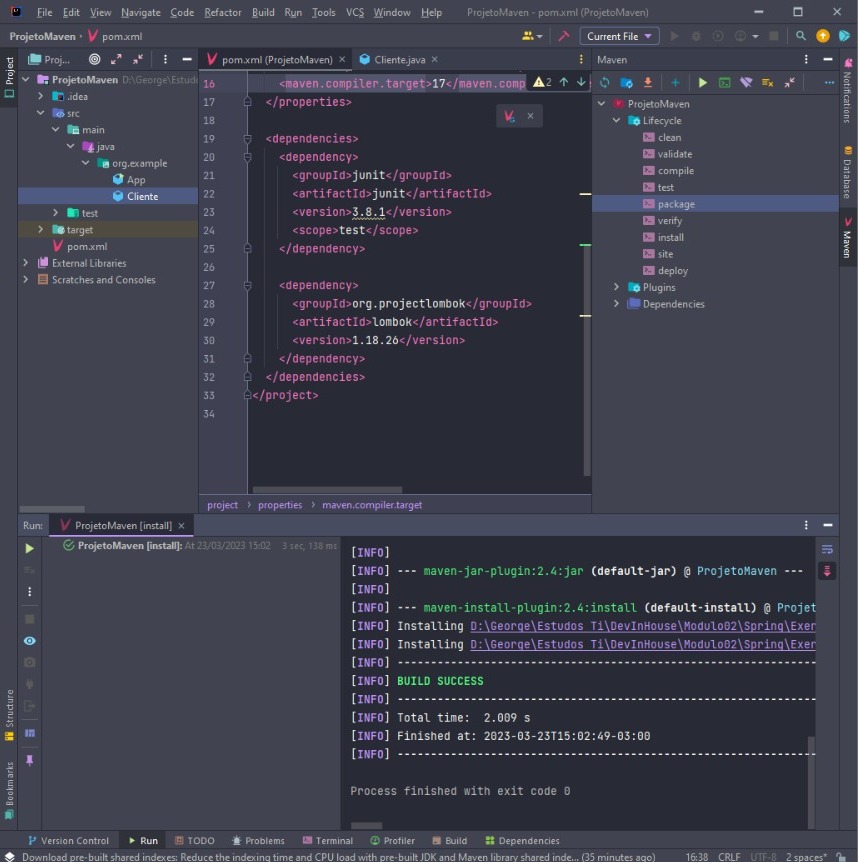 File Edit View Navigate Code Refactor Build Run Tools VCS Window Help ProjetoMaven - pom.xml (ProjetoMaven)
ProjetoMaven pom.xml Current File
Project
Proj...
pom.xml (ProjetoMaven)
Cliente.java
Maven
Notifications
Database
Maven
ProjetoMaven D:\George\Estud
.idea
src
main
java
org.example
App
Cliente
test
target
pom.xml
External Libraries
Scratches and Consoles
16 <maven.compiler.target>17</maven.comp 2
17 </properties>
18
19 <dependencies>
20 <dependency>
21 <groupId>junit</groupId>
22 <artifactId>junit</artifactId>
23 <version>3.8.1</version>
24 <scope>test</scope>
25 </dependency>
26
27 <dependency>
28 <groupId>org.projectlombok</groupId>
29 <artifactId>lombok</artifactId>
30 <version>1.18.26</version>
31 </dependency>
32 </dependencies>
33 </project>
34
project > properties > maven.compiler.target
ProjetoMaven
Lifecycle
clean
validate
compile
test
package
verify
install
site
deploy
Plugins
Dependencies
Run: ProjetoMaven [install]
ProjetoMaven [install]: At 23/03/2023 15:02 3 sec, 138 ms
[INFO]
[INFO] --- maven-jar-plugin:2.4:jar (default-jar) @ ProjetoMaven ---
[INFO]
[INFO] --- maven-install-plugin:2.4:install (default-install) @ Projet
[INFO] Installing D:\George\Estudos Ti\DevInHouse\Modulo02\Spring\Exer
[INFO] Installing D:\George\Estudos Ti\DevInHouse\Modulo02\Spring\Exer
[INFO] ------------------------------------------------------------------------
[INFO] BUILD SUCCESS
[INFO] ------------------------------------------------------------------------
[INFO] Total time: 2.009 s
[INFO] Finished at: 2023-03-23T15:02:49-03:00
[INFO] ------------------------------------------------------------------------
Process finished with exit code 0
Structure
Bookmarks
Version Control Run TODO Problems Terminal Profiler Build Dependencies
Download pre-built shared indexes: Reduce the indexing time and CPU load with pre-built JDK and Maven library shared inde... (35 minutes ago) 16:38 CRLF UTF-8 2 spaces*